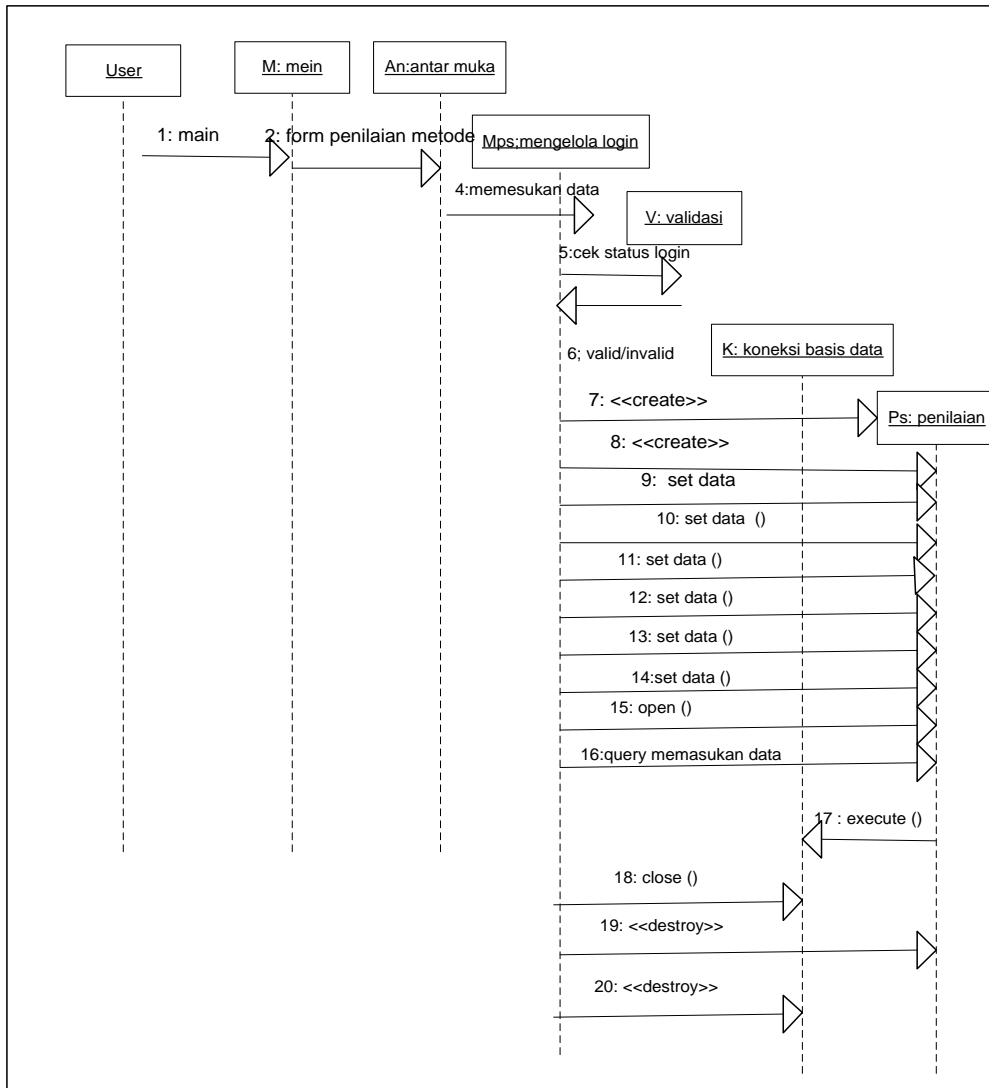 User
M: mein
An:antar muka
1: main
2: form penilaian metode
Mps;mengelola login
4:memesukan data
V: validasi
5:cek status login
6; valid/invalid
K: koneksi basis data
7: <<create>>
Ps: penilaian
8: <<create>>
9: set data
10: set data ()
11: set data ()
12: set data ()
13: set data ()
14:set data ()
15: open ()
16:query memasukan data
17 : execute ()
18: close ()
19: <<destroy>>
20: <<destroy>>